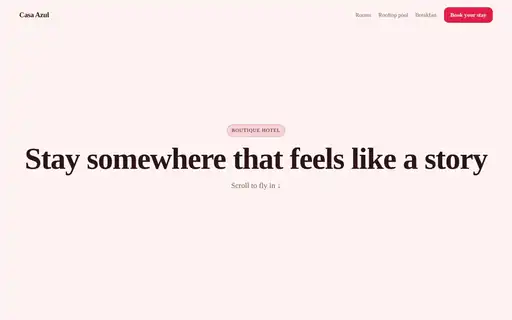 Casa Azul
Rooms Rooftop pool Breakfast Book your stay
BOUTIQUE HOTEL
Stay somewhere that feels like a story
Scroll to fly in ↓